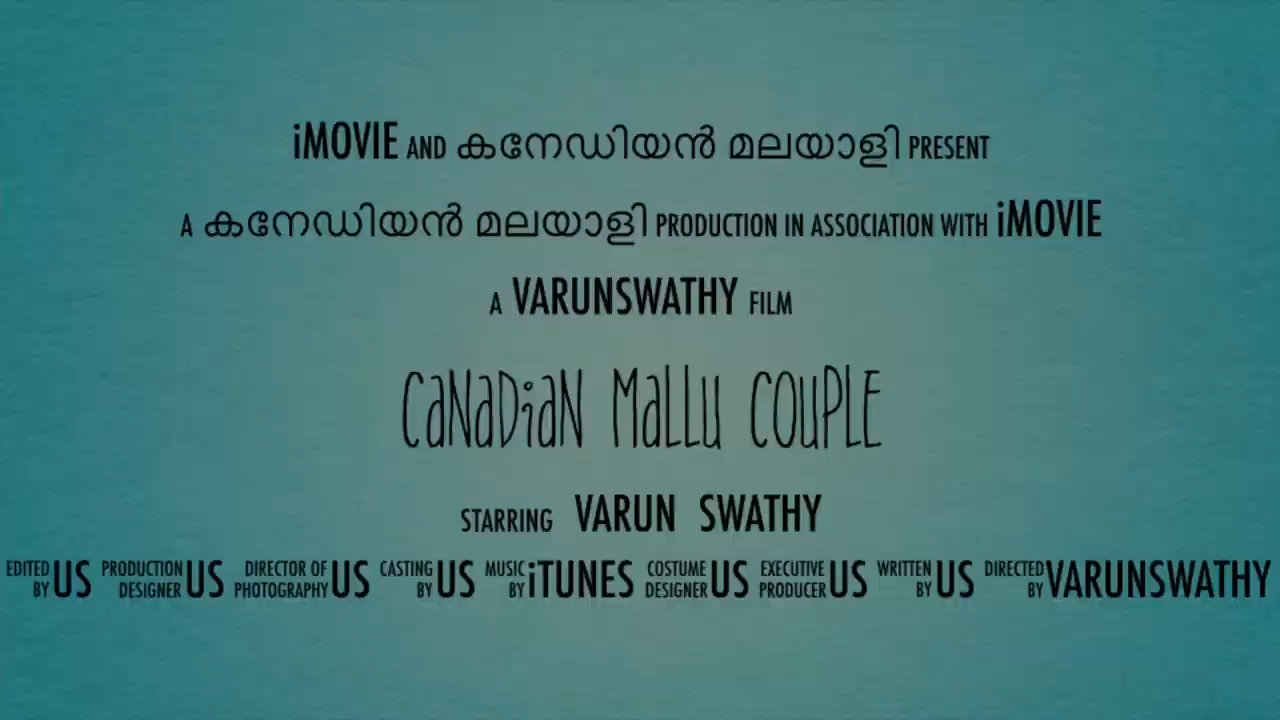 iMOVIE AND കനേഡിയൻ മലയാളി PRESENT
A കനേഡിയൻ മലയാളി PRODUCTION IN ASSOCIATION WITH iMOVIE
A VARUNSWATHY FILM
CaNaDiaN MaLLU COUPLE
STARRING VARUN SWATHY
EDITED BY US PRODUCTION DESIGNER US DIRECTOR OF PHOTOGRAPHY US CASTING BY US MUSIC BY iTUNES COSTUME DESIGNER US EXECUTIVE PRODUCER US WRITTEN BY US DIRECTED BY VARUNSWATHY